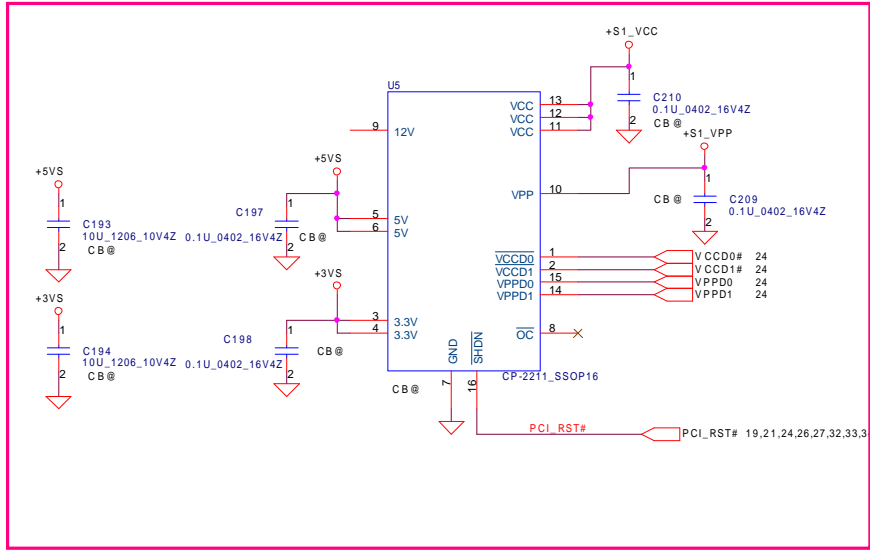 +S1_VCC
U5
1
C210
0.1U_0402_16V4Z
2
CB@
VCC 13
VCC 12
VCC 11
9 12V
+S1_VPP
+5VS
+5VS
1
VPP 10
CB@
C209
0.1U_0402_16V4Z
2
1
C193
10U_1206_10V4Z
2
CB@
1
C197
0.1U_0402_16V4Z
2
CB@
5 5V
6 5V
VCCD0 1
VCCD1 2
VPPD0 15
VPPD1 14
VCCD0# 24
VCCD1# 24
VPPD0 24
VPPD1 24
+3VS
+3VS
1
C194
10U_1206_10V4Z
2
CB@
1
C198
0.1U_0402_16V4Z
2
CB@
3 3.3V
4 3.3V
OC 8
GND
SHDN
7
16
CB@
CP-2211_SSOP16
PCI_RST#
PCI_RST# 19,21,24,26,27,32,33,3